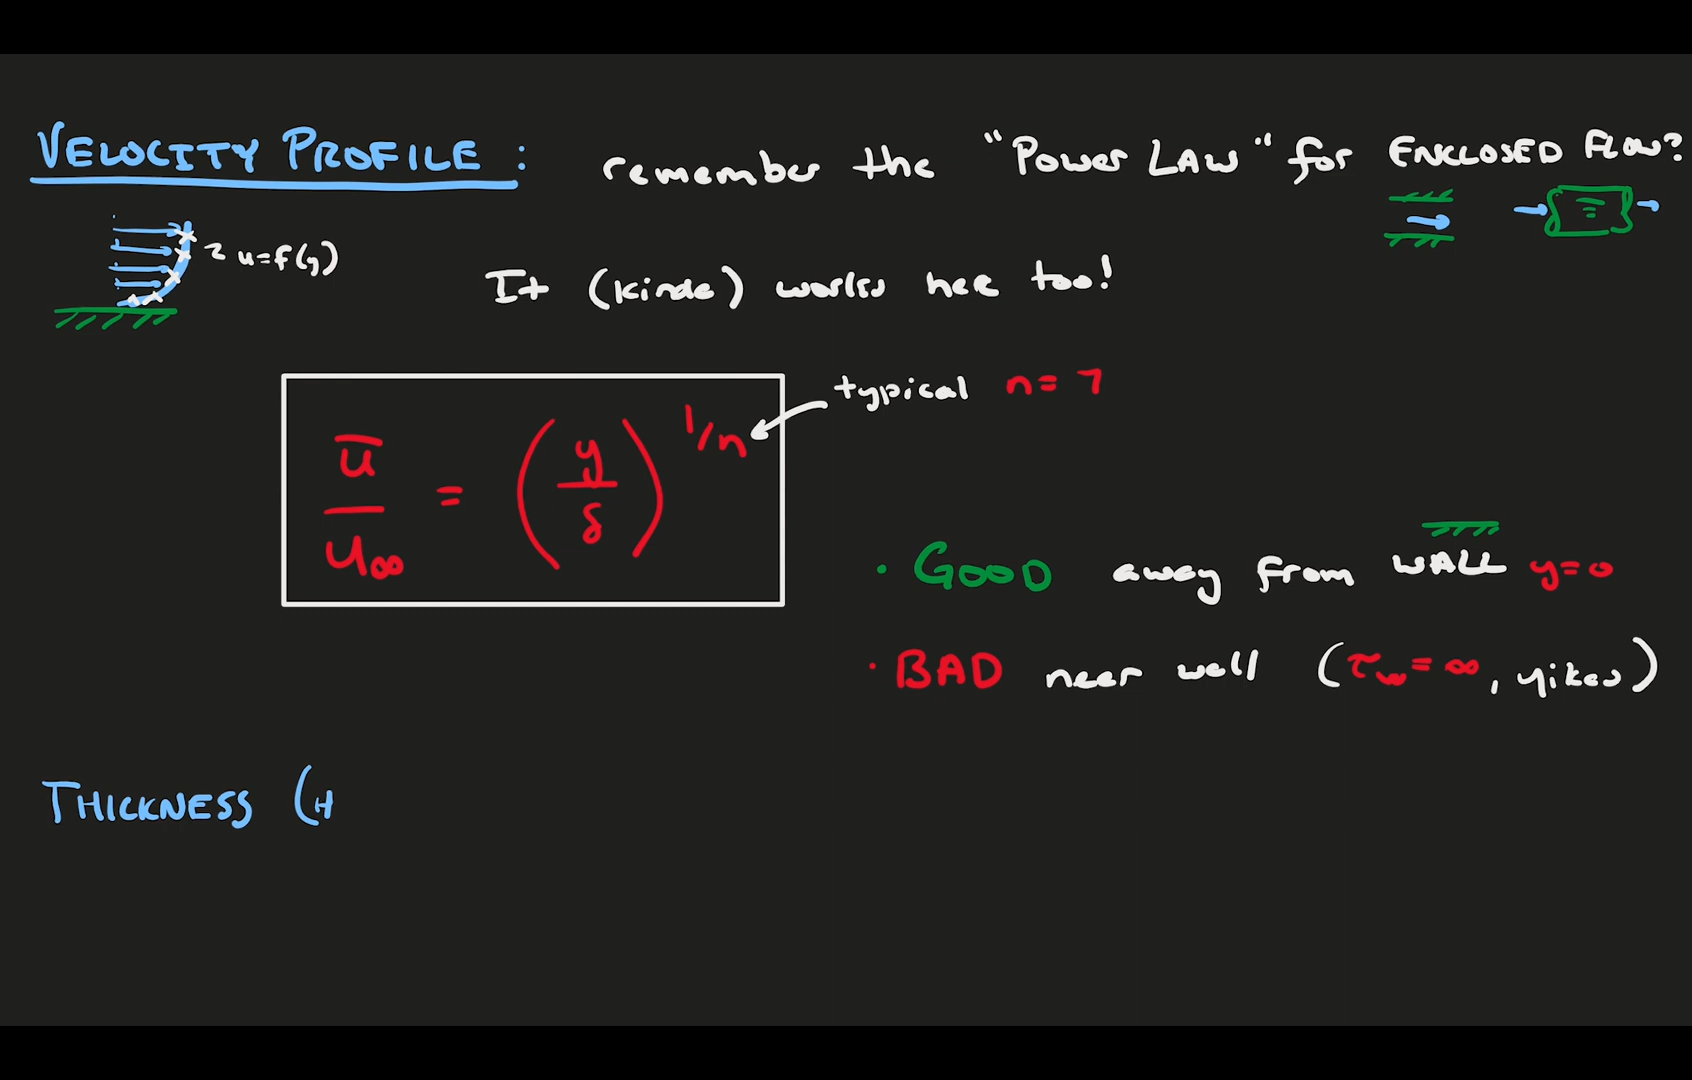 VELOCITY PROFILE : remember the "POWER LAW" for ENCLOSED FLOW?
u=f(y)
It (kinda) works here too!
typical n=7
u̅/u∞ = (y/δ)^1/n
• GOOD away from WALL y=0
• BAD near wall (τw=∞, yikes)
THICKNESS (H